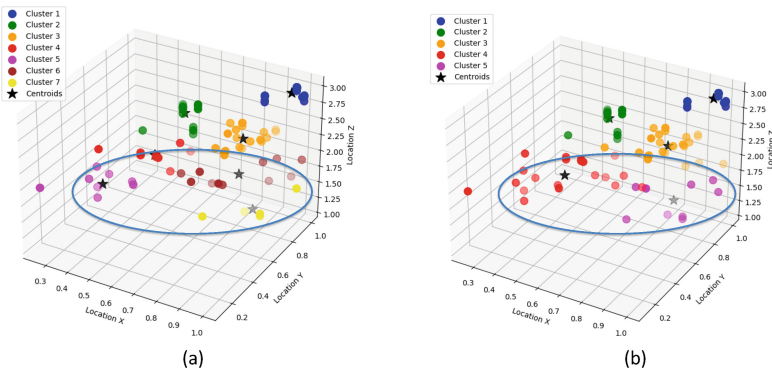 Cluster 1
Cluster 2
Cluster 3
Cluster 4
Cluster 5
Cluster 6
Cluster 7
Centroids
3.00
2.75
2.50
2.25
2.00
1.75
1.50
1.25
1.00
Location Z
0.3
0.4
0.5
0.6
0.7
0.8
0.9
1.0
Location X
0.2
0.4
0.6
0.8
1.0
Location Y
(a)
Cluster 1
Cluster 2
Cluster 3
Cluster 4
Cluster 5
Centroids
3.00
2.75
2.50
2.25
2.00
1.75
1.50
1.25
1.00
Location Z
0.3
0.4
0.5
0.6
0.7
0.8
0.9
1.0
Location X
0.2
0.4
0.6
0.8
1.0
Location Y
(b)